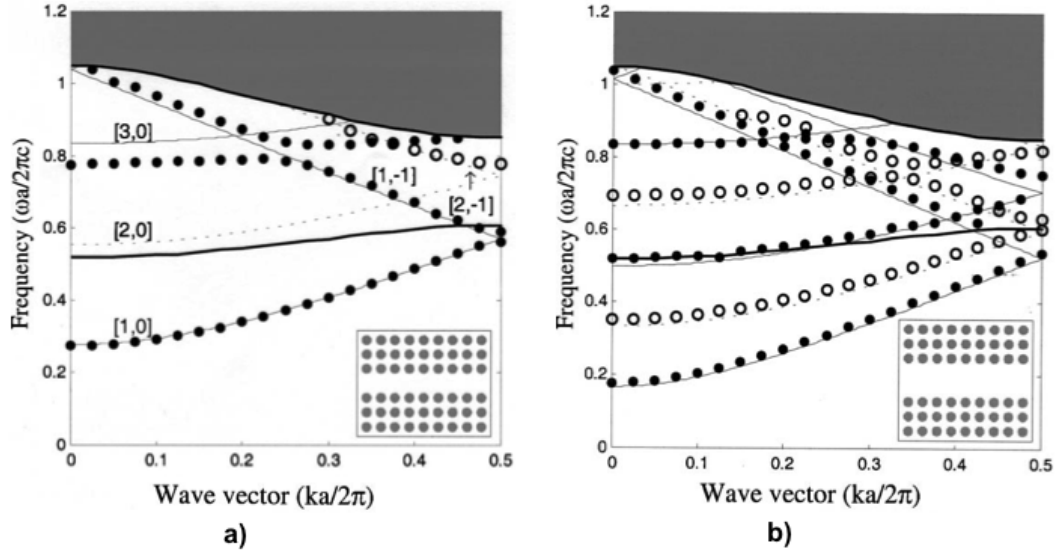 1.2
1
0.8
0.6
0.4
0.2
0
Frequency (ωa/2πc)
[3,0]
[2,0]
[1,0]
[1,-1]
[2,-1]
0 0.1 0.2 0.3 0.4 0.5
Wave vector (ka/2π)
a)
1.2
1
0.8
0.6
0.4
0.2
0
Frequency (ωa/2πc)
0 0.1 0.2 0.3 0.4 0.5
Wave vector (ka/2π)
b)